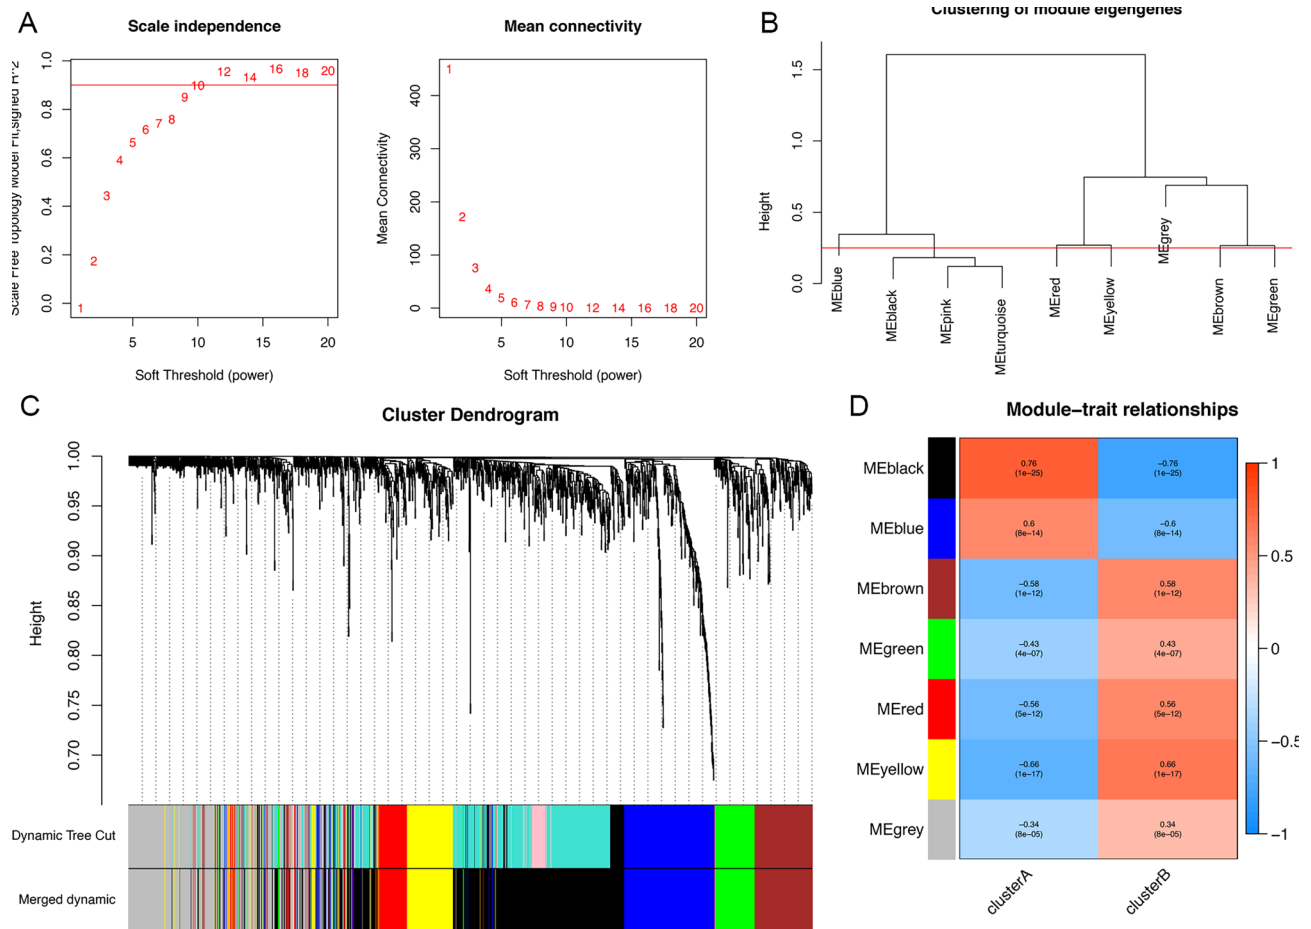 A
Scale independence
Scale Free Topology Model Fit,signed R^2
0.0 0.2 0.4 0.6 0.8 1.0
1 2 3 4 5 6 7 8 9 10 12 14 16 18 20
5 10 15 20
Soft Threshold (power)
Mean connectivity
Mean Connectivity
0 100 200 300 400
1 2 3 4 5 6 7 8 9 10 12 14 16 18 20
5 10 15 20
Soft Threshold (power)
B
Clustering of module eigengenes
Height
0.0 0.5 1.0 1.5
MEblue
MEblack
MEpink
MEturquoise
MEred
MEyellow
MEgrey
MEbrown
MEgreen
C
Cluster Dendrogram
Height
0.70 0.75 0.80 0.85 0.90 0.95 1.00
Dynamic Tree Cut
Merged dynamic
D
Module−trait relationships
MEblack
0.76
(1e−25)
−0.76
(1e−25)
MEblue
0.6
(8e−14)
−0.6
(8e−14)
MEbrown
−0.58
(1e−12)
0.58
(1e−12)
MEgreen
−0.43
(4e−07)
0.43
(4e−07)
MEred
−0.56
(5e−12)
0.56
(5e−12)
MEyellow
−0.66
(1e−17)
0.66
(1e−17)
MEgrey
−0.34
(8e−05)
0.34
(8e−05)
clusterA
clusterB
1
0.5
0
−0.5
−1